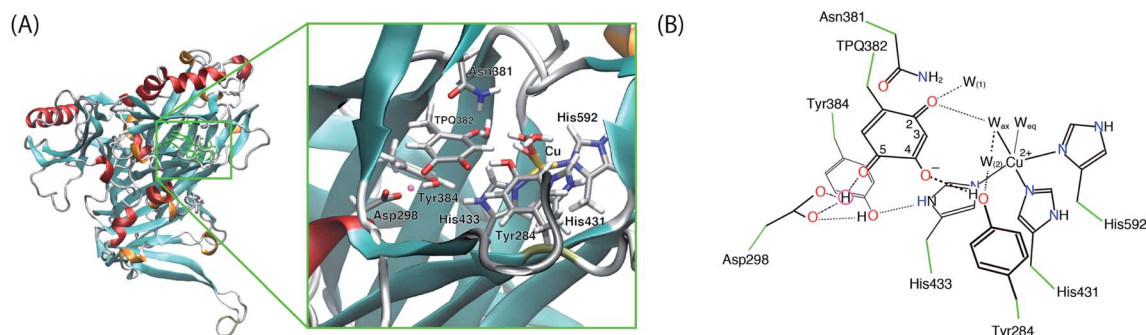 (A)
Asn381
TPQ382
His592
Cu
Tyr384
Asp298
His433
His431
Tyr284
(B)
Asn381
TPQ382
O
NH2
W(1)
O
Tyr384
2
Wax
Weq
3
NH
5
4
2+
Cu
N
O
−
W(2)
O
O
H
O
H
N
N
O
O
H
O
HN
NH
His592
Asp298
His433
His431
Tyr284